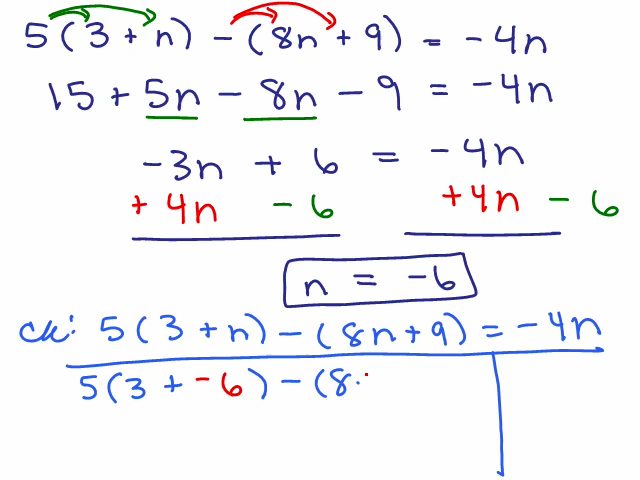 5(3 + n) - (8n + 9) = -4n
15 + 5n - 8n - 9 = -4n
-3n + 6 = -4n
+ 4n - 6 +4n - 6
n = -6
ck: 5(3 + n) - (8n + 9) = -4n
5(3 + -6) - (8·